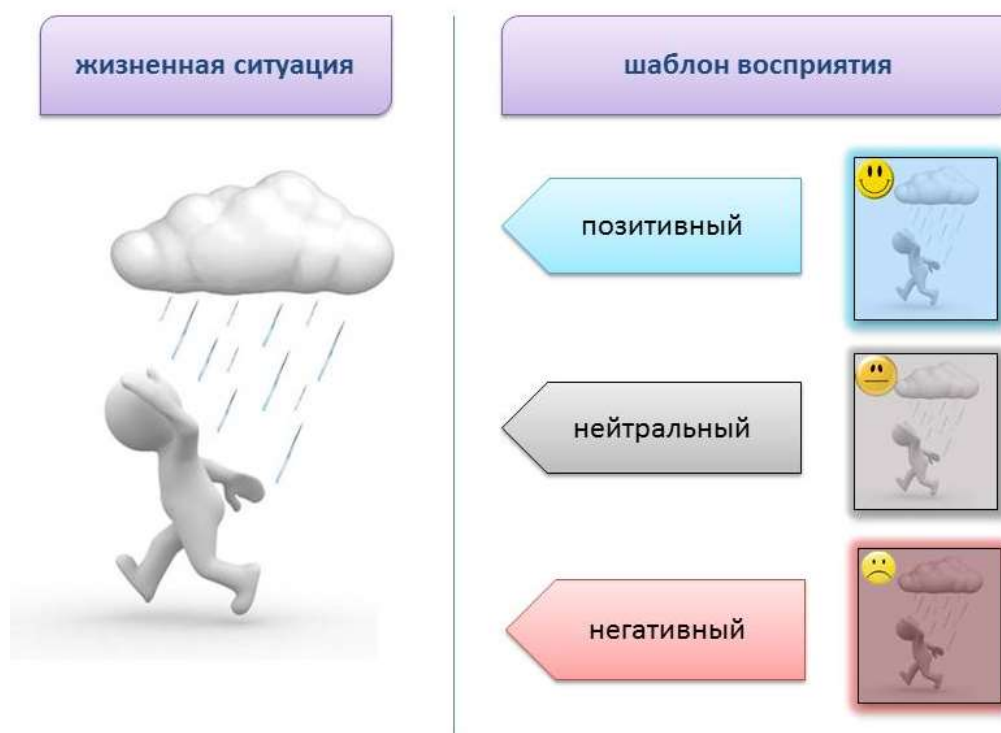 жизненная ситуация
шаблон восприятия
позитивный
нейтральный
негативный